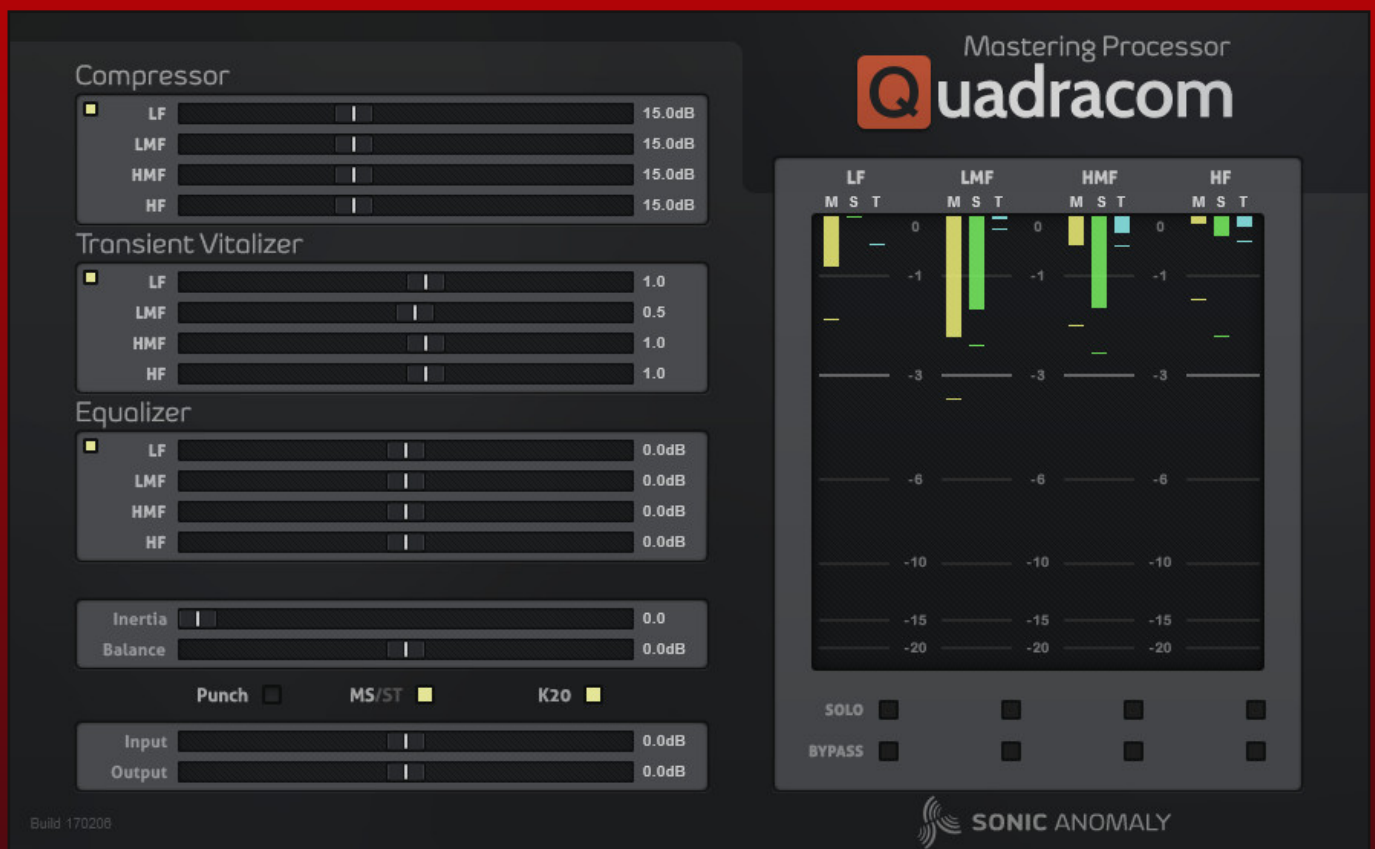 Mastering Processor
Quadracom
Compressor
LF 15.0dB
LMF 15.0dB
HMF 15.0dB
HF 15.0dB
Transient Vitalizer
LF 1.0
LMF 0.5
HMF 1.0
HF 1.0
Equalizer
LF 0.0dB
LMF 0.0dB
HMF 0.0dB
HF 0.0dB
Inertia 0.0
Balance 0.0dB
Punch MS/ST K20
Input 0.0dB
Output 0.0dB
Build 170206
LF LMF HMF HF
M S T M S T M S T M S T
0 0 0
-1 -1 -1
-3 -3 -3
-6 -6 -6
-10 -10 -10
-15 -15 -15
-20 -20 -20
SOLO
BYPASS
SONIC ANOMALY